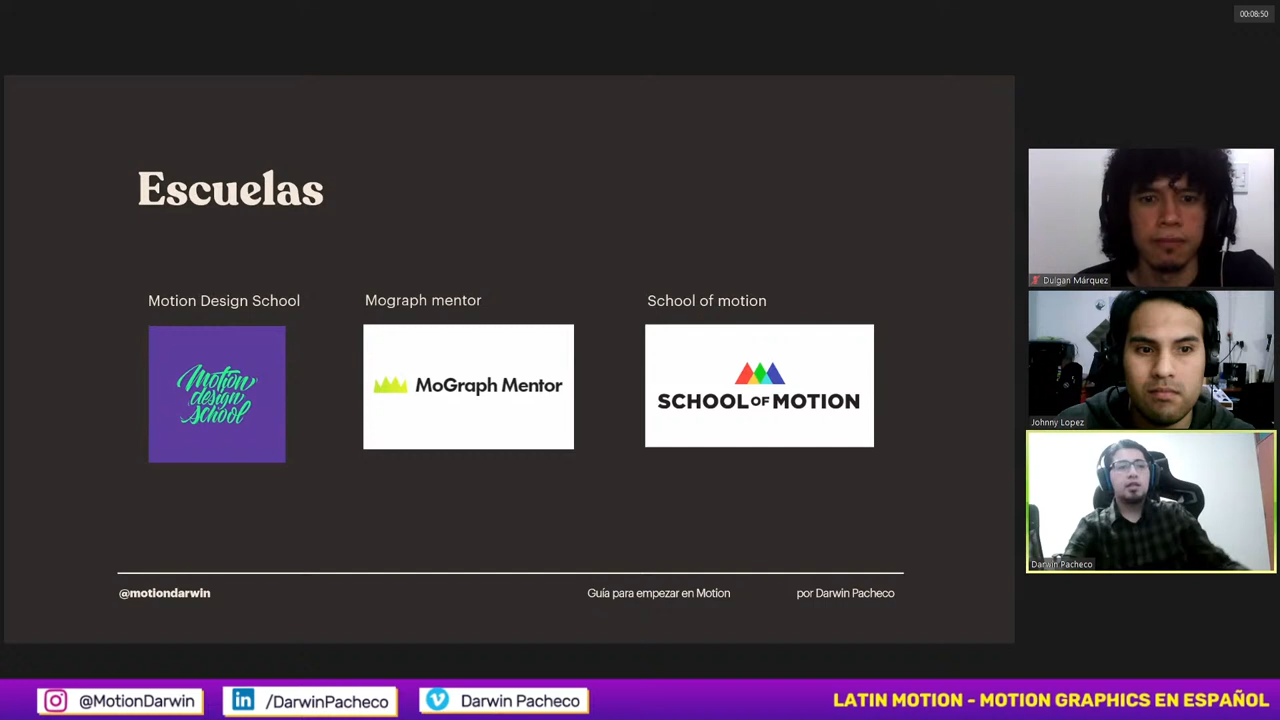 00:08:50
Escuelas
Motion Design School
Mograph mentor
School of motion
Motion
design
school
MoGraph Mentor
SCHOOL OF MOTION
@motiondarwin
Guía para empezar en Motion
por Darwin Pacheco
Dulgan Márquez
Johnny Lopez
Darwin Pacheco
@MotionDarwin
in
/DarwinPacheco
Darwin Pacheco
LATIN MOTION - MOTION GRAPHICS EN ESPAÑOL